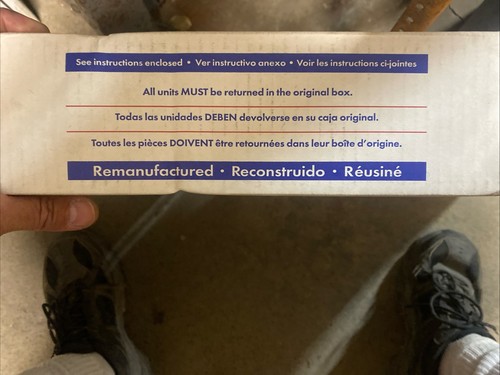 See instructions enclosed • Ver instructivo anexo • Voir les instructions ci-jointes
All units MUST be returned in the original box.
Todas las unidades DEBEN devolverse en su caja original.
Toutes les pièces DOIVENT être retournées dans leur boîte d'origine.
Remanufactured • Reconstruido • Réusiné